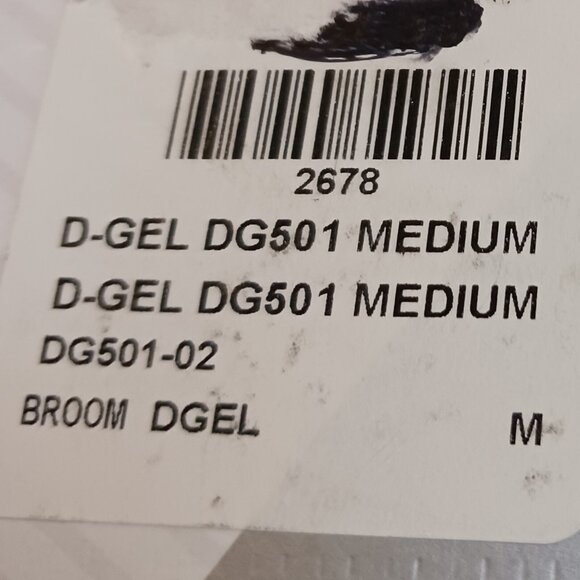 2678
D-GEL DG501 MEDIUM
D-GEL DG501 MEDIUM
DG501-02
BROOM DGEL M